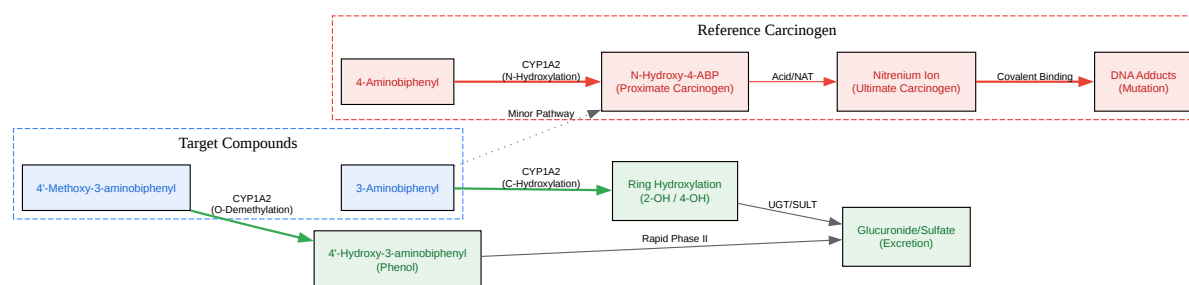 Reference Carcinogen
4-Aminobiphenyl
CYP1A2
(N-Hydroxylation)
N-Hydroxy-4-ABP
(Proximate Carcinogen)
Acid/NAT
Nitrenium Ion
(Ultimate Carcinogen)
Covalent Binding
DNA Adducts
(Mutation)
Minor Pathway
Target Compounds
4'-Methoxy-3-aminobiphenyl
3-Aminobiphenyl
CYP1A2
(C-Hydroxylation)
Ring Hydroxylation
(2-OH / 4-OH)
UGT/SULT
CYP1A2
(O-Demethylation)
4'-Hydroxy-3-aminobiphenyl
(Phenol)
Rapid Phase II
Glucuronide/Sulfate
(Excretion)